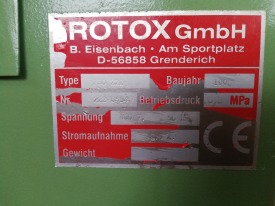 ROTOX GmbH
B. Eisenbach · Am Sportplatz
D-56858 Grenderich
Type Baujahr
Nr. Betriebsdruck MPa
Spannung
Stromaufnahme
Gewicht CE